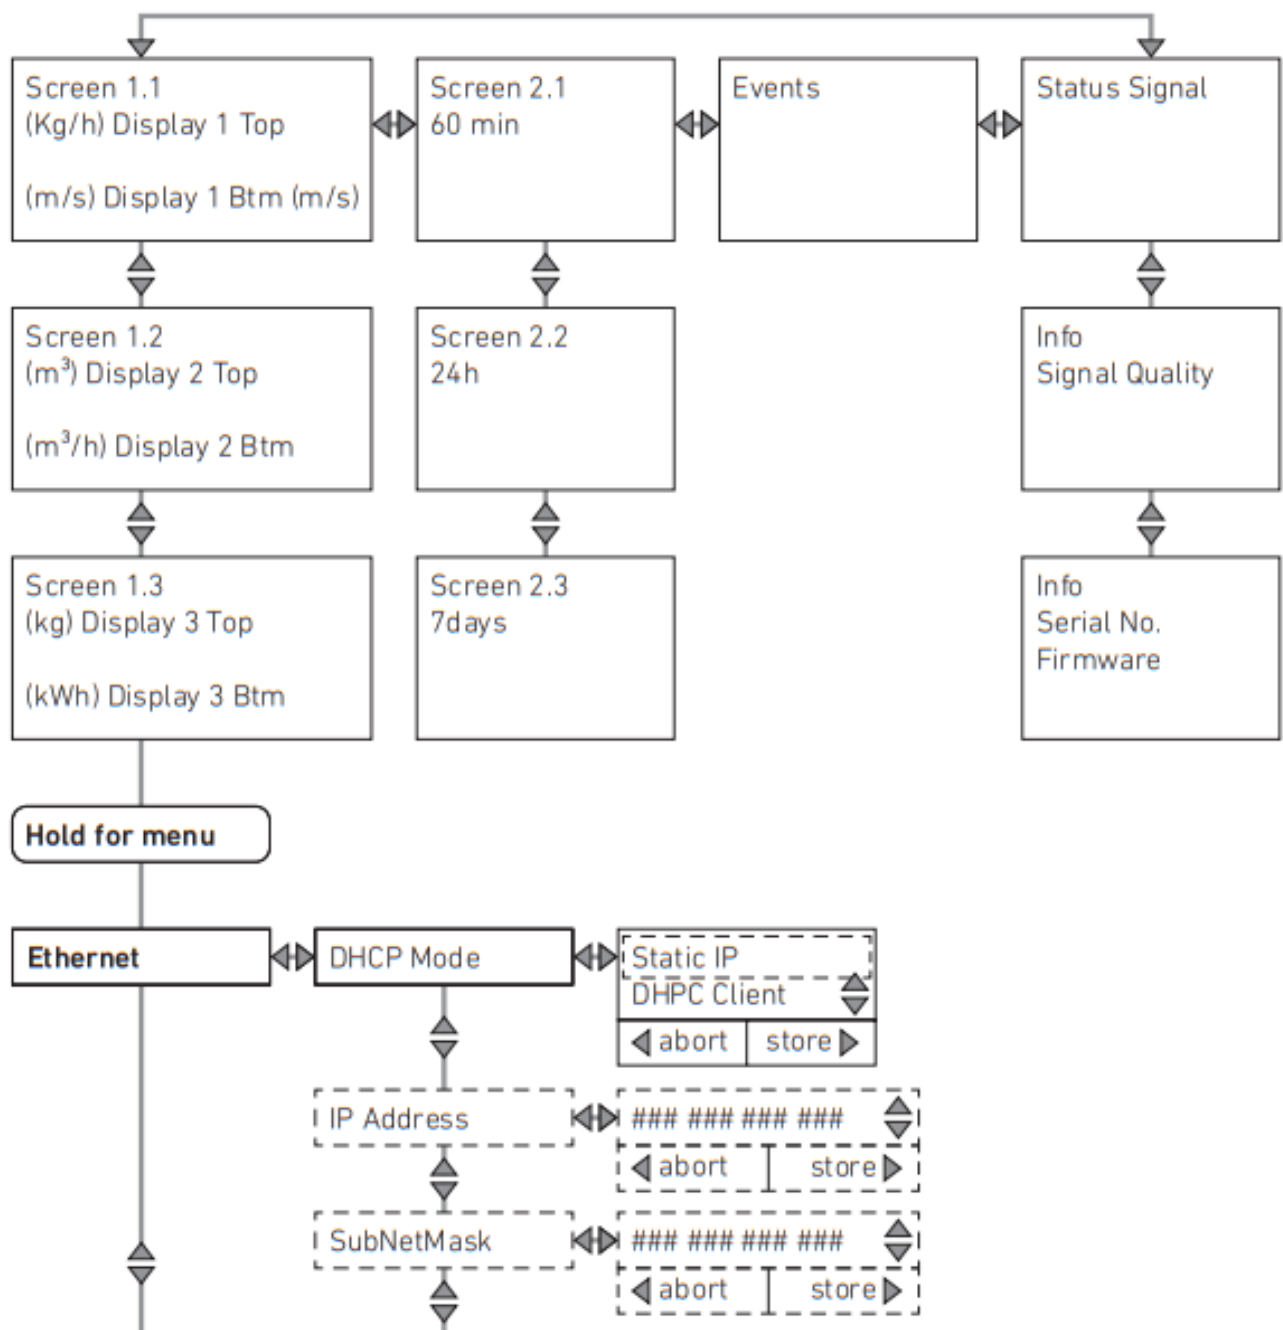 Screen 1.1
(Kg/h) Display 1 Top
(m/s) Display 1 Btm (m/s)
Screen 2.1
60 min
Events
Status Signal
Screen 1.2
(m³) Display 2 Top
(m³/h) Display 2 Btm
Screen 2.2
24h
Info
Signal Quality
Screen 1.3
(kg) Display 3 Top
(kWh) Display 3 Btm
Screen 2.3
7days
Info
Serial No.
Firmware
Hold for menu
Ethernet
DHCP Mode
Static IP
DHPC Client
abort
store
IP Address
### ### ### ###
abort
store
SubNetMask
### ### ### ###
abort
store